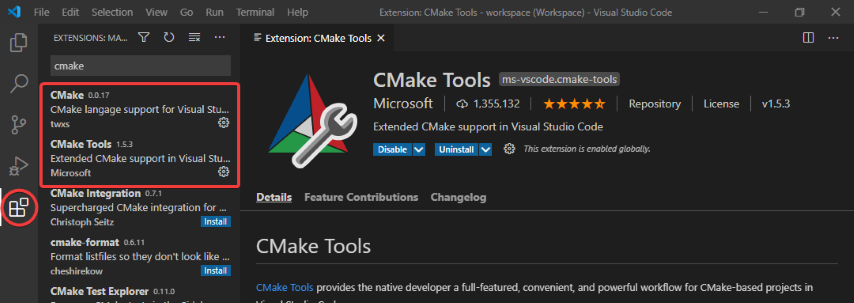 File Edit Selection View Go Run Terminal Help Extension: CMake Tools - workspace (Workspace) - Visual Studio Code
EXTENSIONS: MA...
cmake
CMake 0.0.17
CMake langage support for Visual Stu...
twxs
CMake Tools 1.5.3
Extended CMake support in Visual Stu...
Microsoft
CMake Integration 0.7.1
Supercharged CMake integration for ...
Christoph Seitz Install
cmake-format 0.6.11
Format listfiles so they don't look like ...
cheshirekow Install
CMake Test Explorer 0.11.0
Extension: CMake Tools
CMake Tools ms-vscode.cmake-tools
Microsoft 1,355,132 Repository License v1.5.3
Extended CMake support in Visual Studio Code
Disable Uninstall This extension is enabled globally.
Details Feature Contributions Changelog
CMake Tools
CMake Tools provides the native developer a full-featured, convenient, and powerful workflow for CMake-based projects in